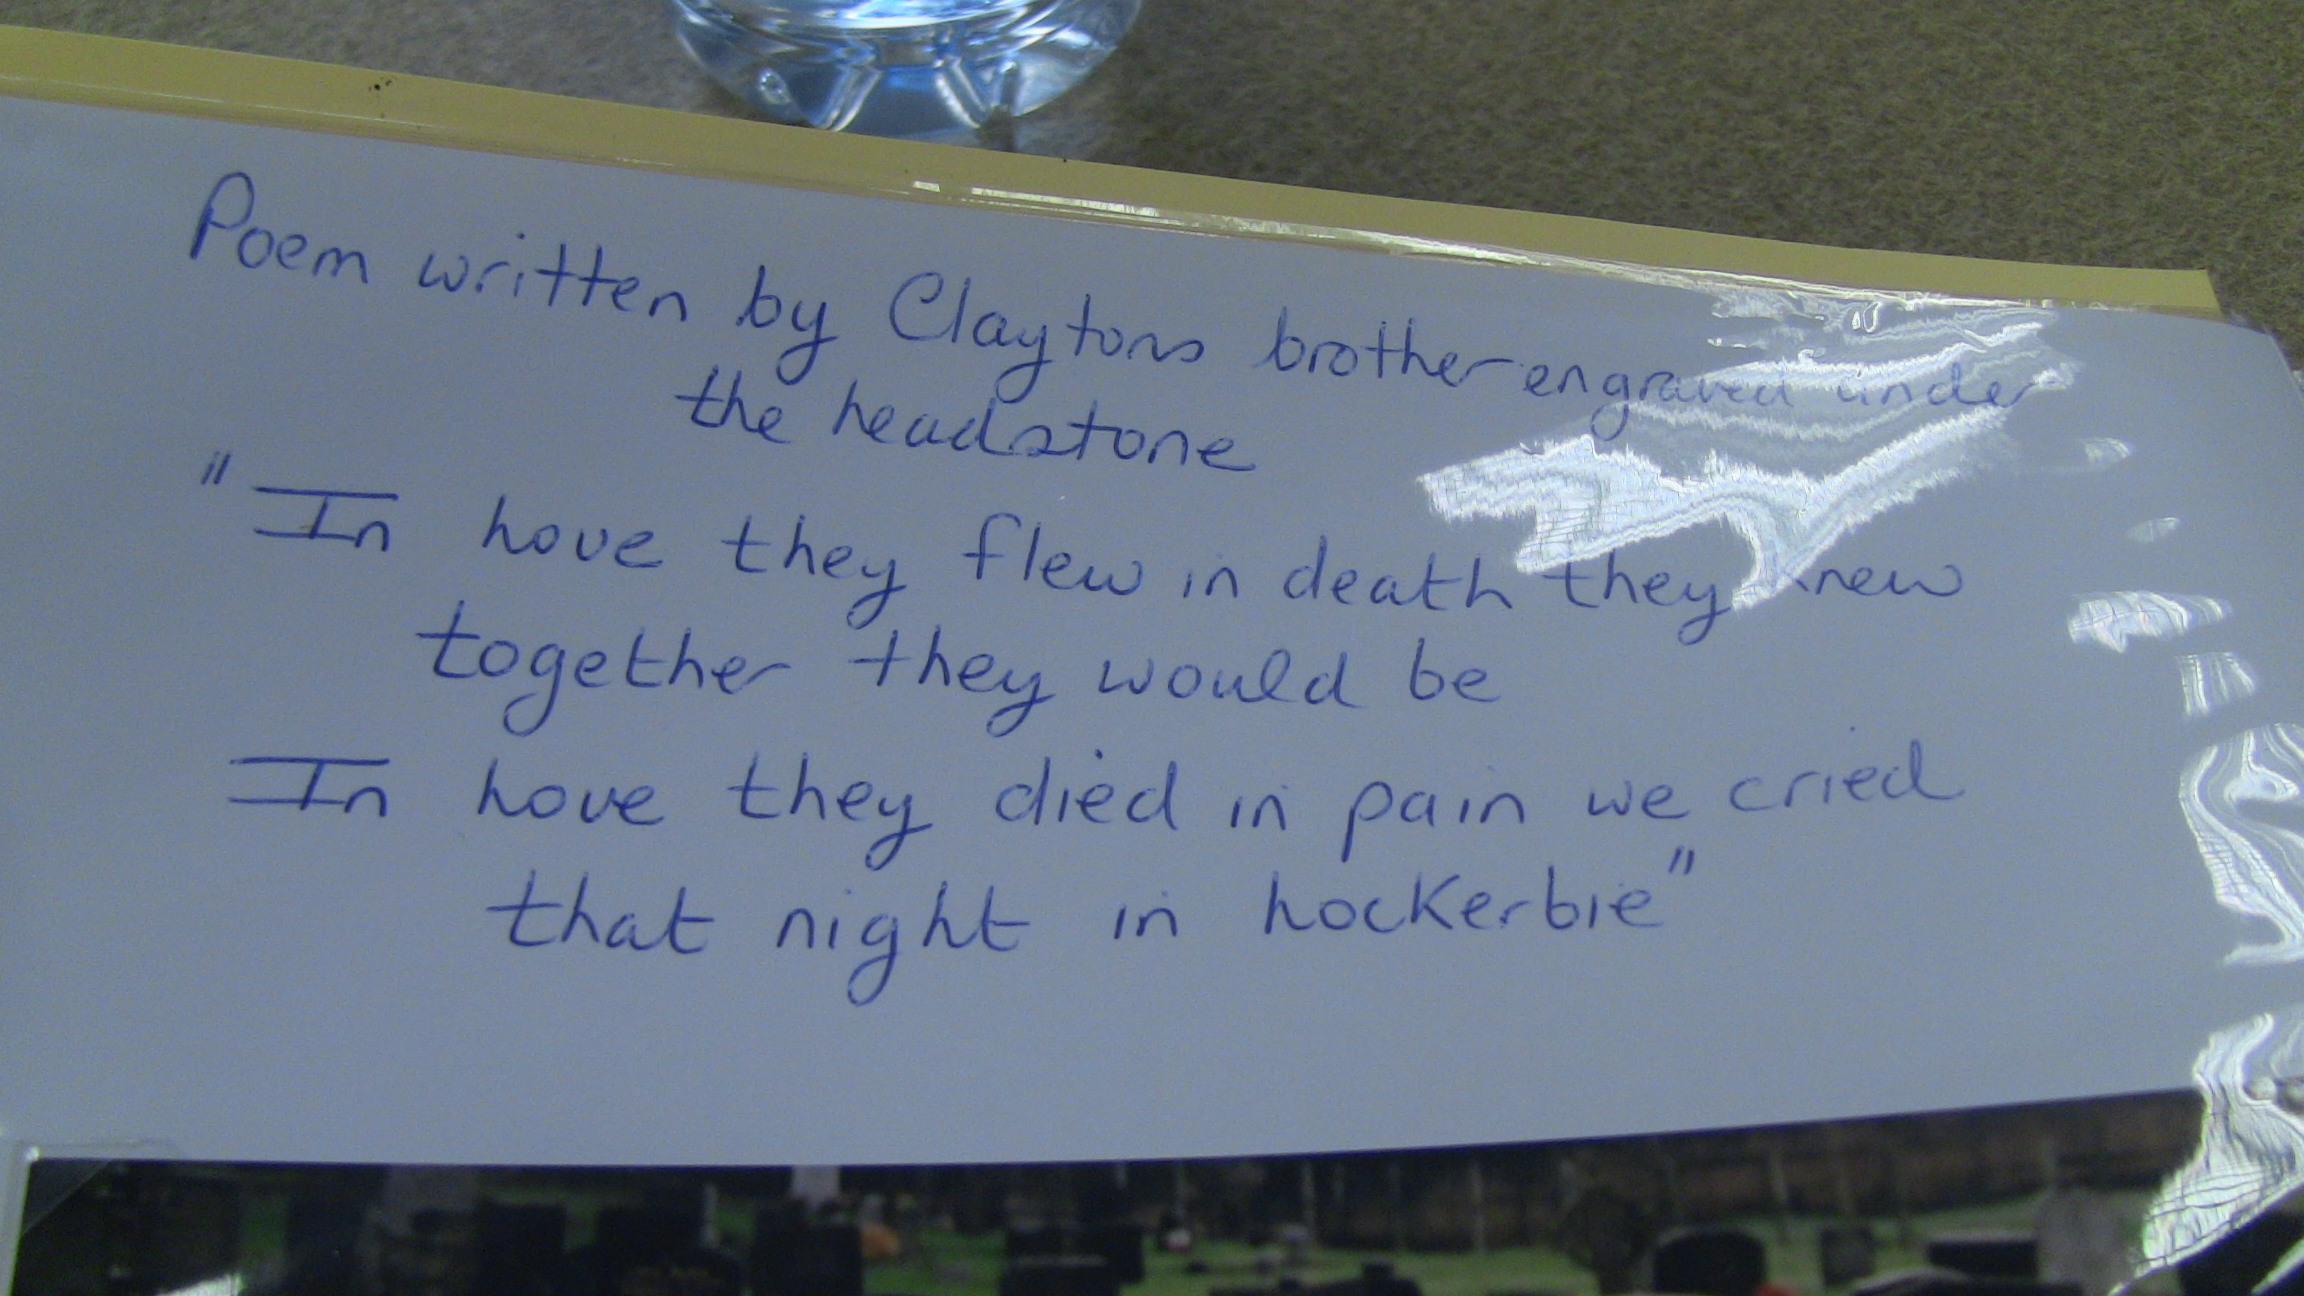 Poem written by Claytons brother engraved under
the headstone
"In Love they flew in death they knew
together they would be
In Love they died in pain we cried
that night in Lockerbie"